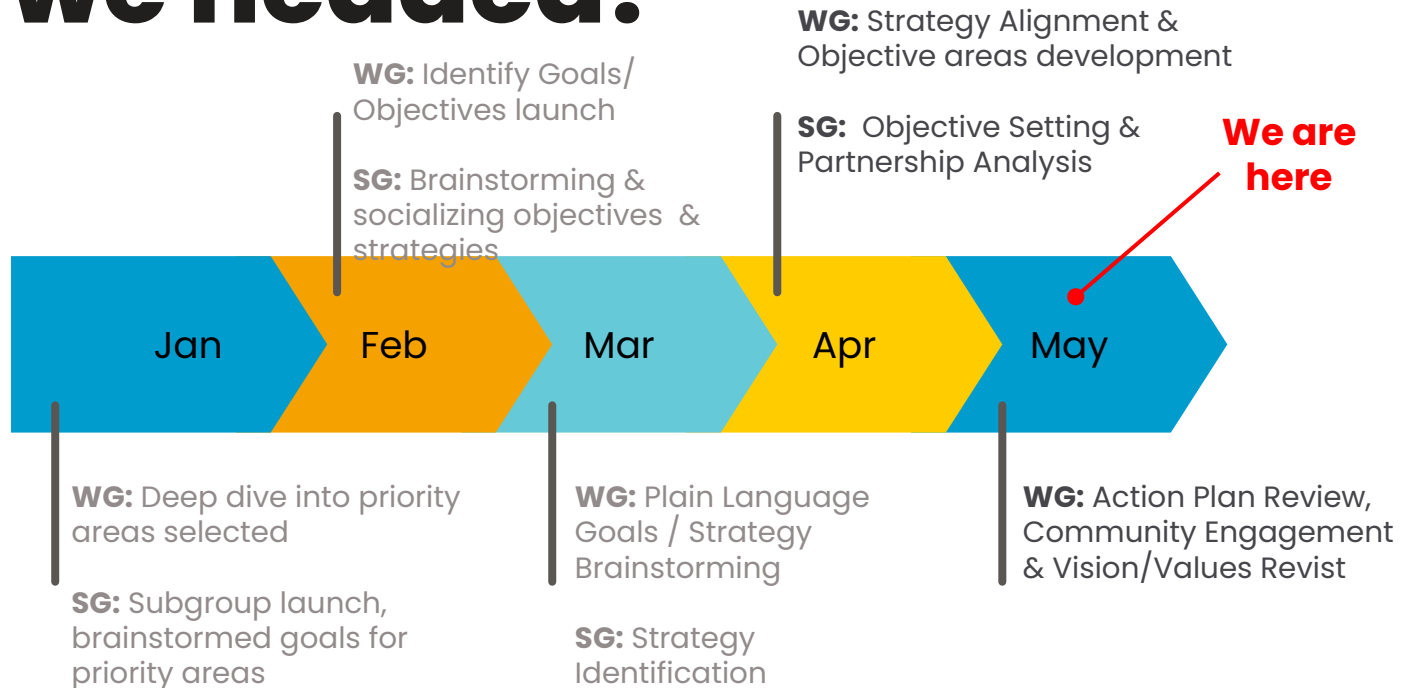 we headed?
WG: Strategy Alignment &
Objective areas development
SG: Objective Setting &
Partnership Analysis
WG: Identify Goals/
Objectives launch
SG: Brainstorming &
socializing objectives & 
strategies
We are
here
Jan
Feb
Mar
Apr
May
WG: Deep dive into priority
areas selected
SG: Subgroup launch,
brainstormed goals for
priority areas
WG: Plain Language
Goals / Strategy
Brainstorming
SG: Strategy
Identification
WG: Action Plan Review,
Community Engagement
& Vision/Values Revist